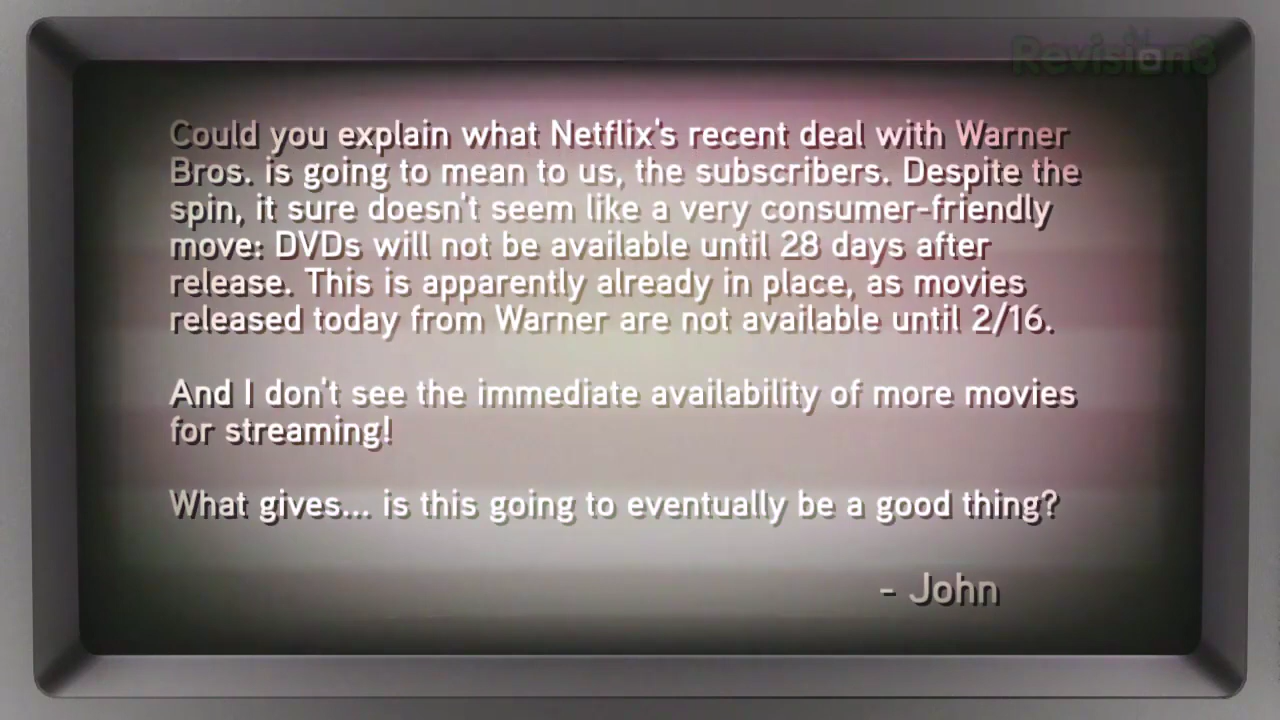 Revision3
Could you explain what Netflix's recent deal with Warner
Bros. is going to mean to us, the subscribers. Despite the
spin, it sure doesn't seem like a very consumer-friendly
move: DVDs will not be available until 28 days after
release. This is apparently already in place, as movies
released today from Warner are not available until 2/16.
And I don't see the immediate availability of more movies
for streaming!
What gives... is this going to eventually be a good thing?
- John